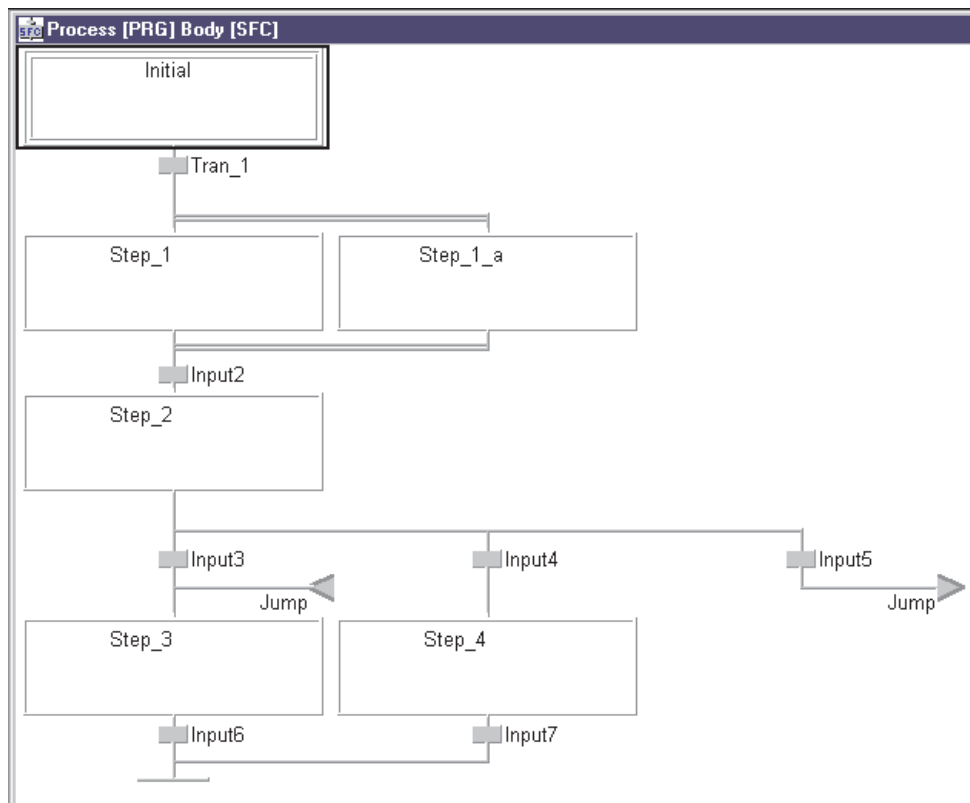 SFC Process [PRG] Body [SFC]
Initial
Tran_1
Step_1 Step_1_a
Input2
Step_2
Input3 Input4 Input5
Jump Jump
Step_3 Step_4
Input6 Input7